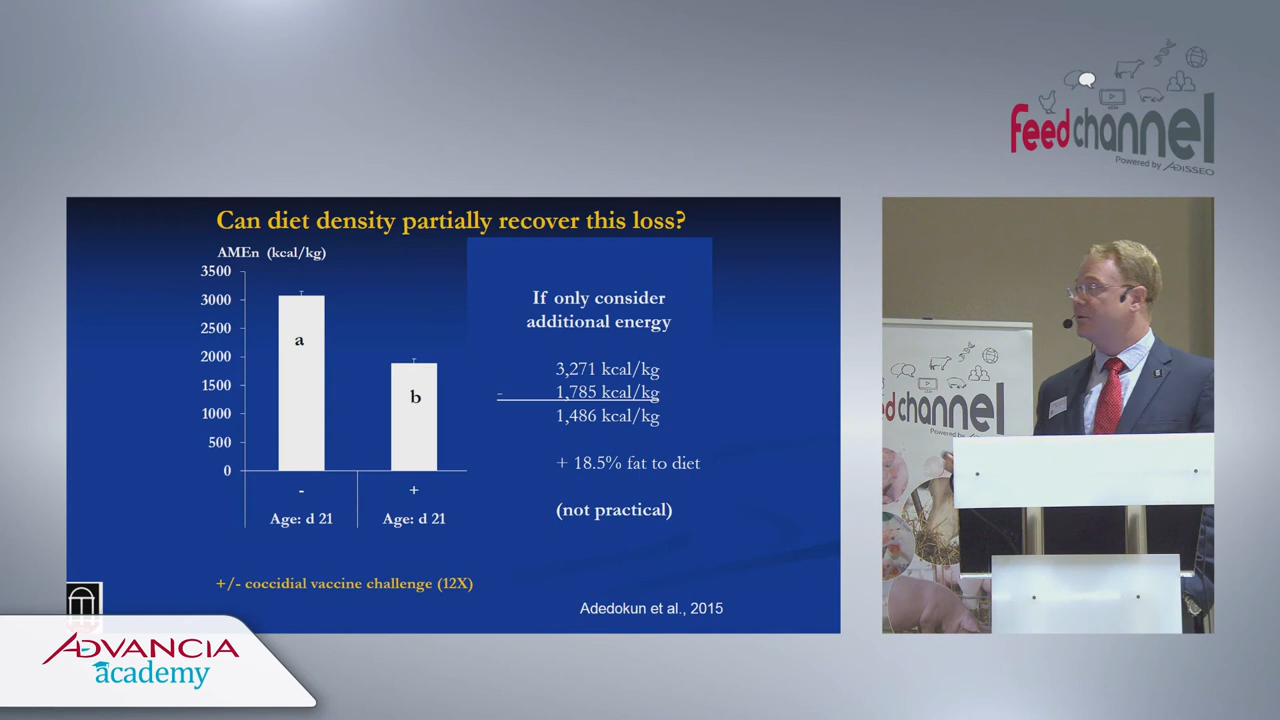 feedchannel
Powered by ADISSEO
Can diet density partially recover this loss?
AMEn (kcal/kg)
3500
3000
2500
2000
1500
1000
500
0
a
b
-
+
Age: d 21
Age: d 21
If only consider
additional energy
3,271 kcal/kg
- 1,785 kcal/kg
1,486 kcal/kg
+ 18.5% fat to diet
(not practical)
+/- coccidial vaccine challenge (12X)
Adedokun et al., 2015
edchannel
Powered by
ADVANCIA
academy